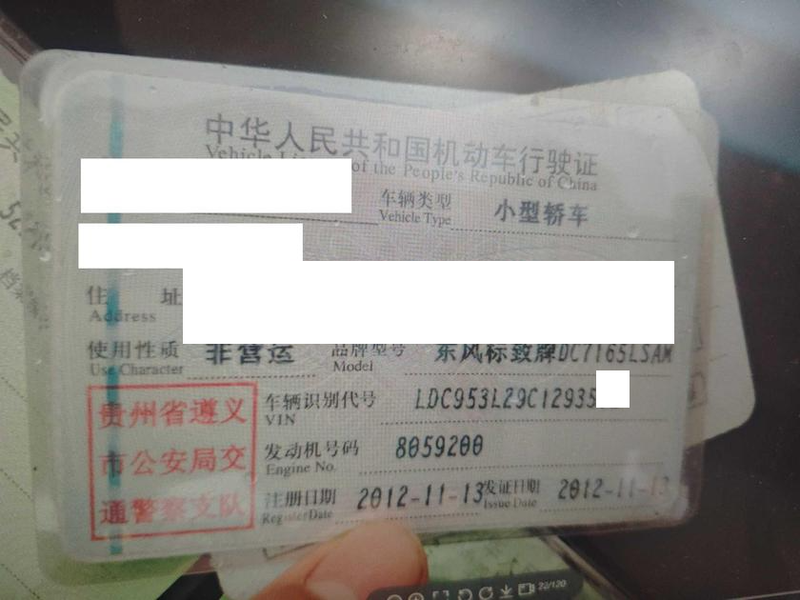 中华人民共和国机动车行驶证
Vehicle of the People's Republic of China
车辆类型 小型轿车
Vehicle Type
住 址
Address
使用性质 非营运 品牌型号 东风标致牌DC7165LSAM
Use Character Model
贵州省遵义
市公安局交
通警察支队
车辆识别代号 LDC953L29C12935
VIN
发动机号码 8059200
Engine No.
注册日期 2012-11-13 发证日期 2012-11-13
Register Date Issue Date
22/120